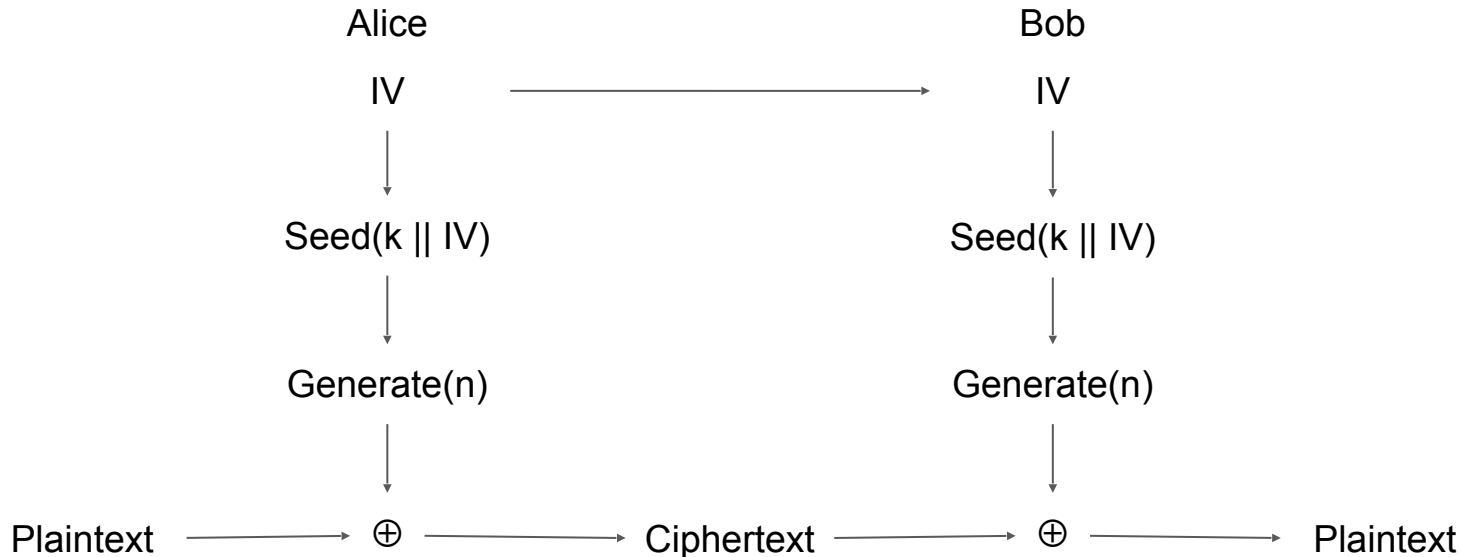 Alice Bob
IV IV
Seed(k || IV) Seed(k || IV)
Generate(n) Generate(n)
Plaintext ⊕ Ciphertext ⊕ Plaintext